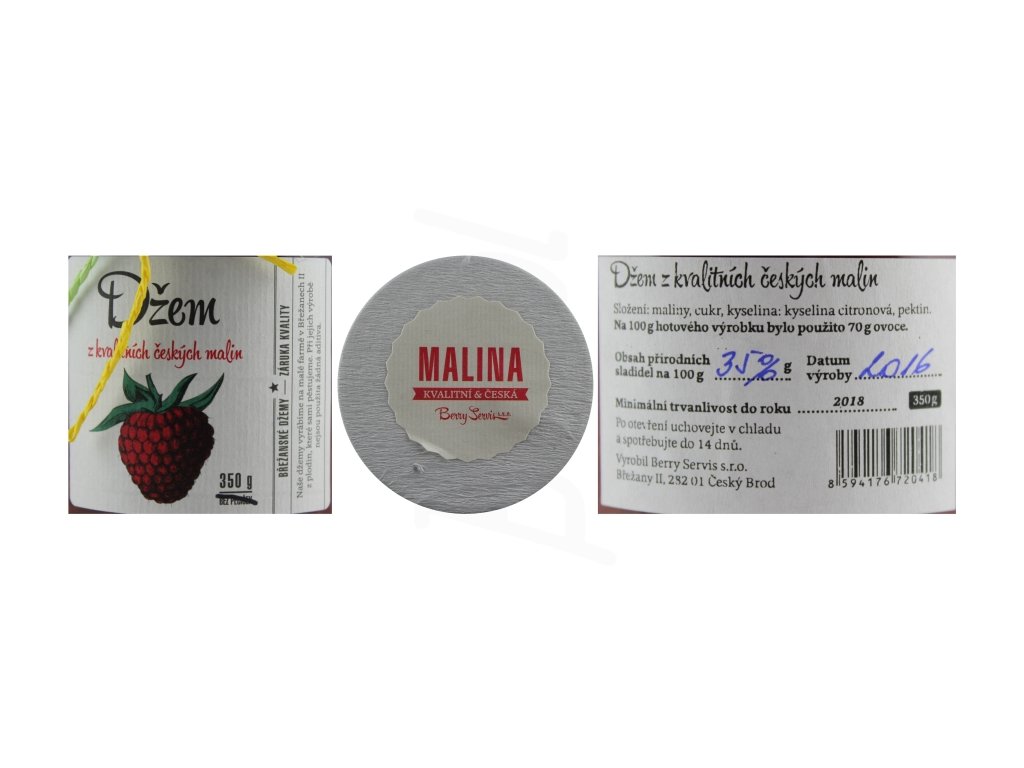 Džem
z kvalitních českých malin
350 g
BŘEŽANSKÉ DŽEMY ★ ZÁRUKA KVALITY
Naše džemy vyrábíme na malé farmě v Břežanech II
z plodin, které sami pěstujeme. Při jejich výrobě
nejsou použita žádná aditiva.
MALINA
KVALITNÍ & ČESKÁ
Berry Servis s.r.o.
Džem z kvalitních českých malin
Složení: maliny, cukr, kyselina: kyselina citronová, pektin.
Na 100 g hotového výrobku bylo použito 70 g ovoce.
Obsah přírodních
sladidel na 100 g 35% g
Datum
výroby 2016
Minimální trvanlivost do roku 2018 350g
Po otevření uchovejte v chladu
a spotřebujte do 14 dnů.
Vyrobil Berry Servis s.r.o.
Břežany II, 282 01 Český Brod
8 594176 720418